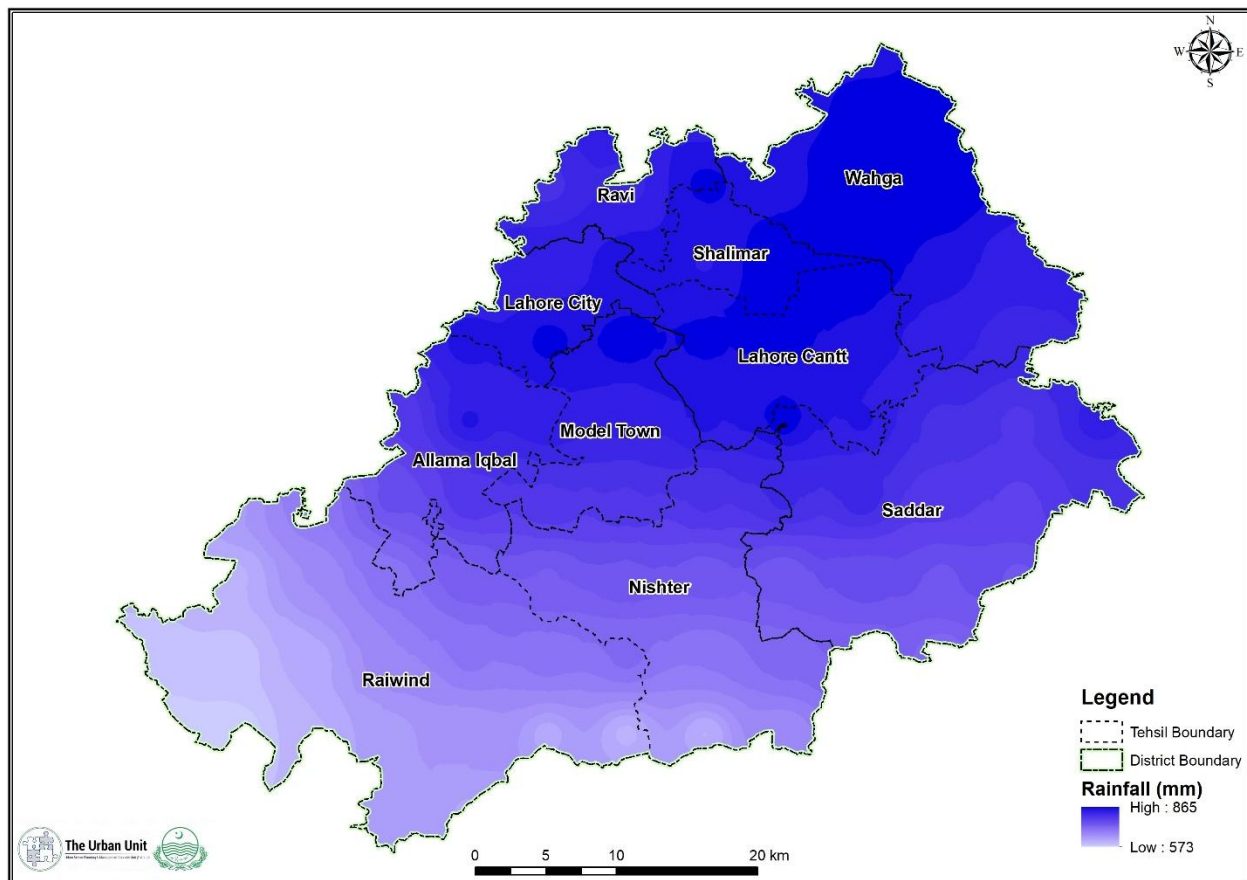 N
W E
S
Wahga
Ravi
Shalimar
Lahore City
Lahore Cantt
Model Town
Allama Iqbal
Saddar
Nishter
Raiwind
Legend
Tehsil Boundary
District Boundary
Rainfall (mm)
High : 865
Low : 573
The Urban Unit
0 5 10 20 km